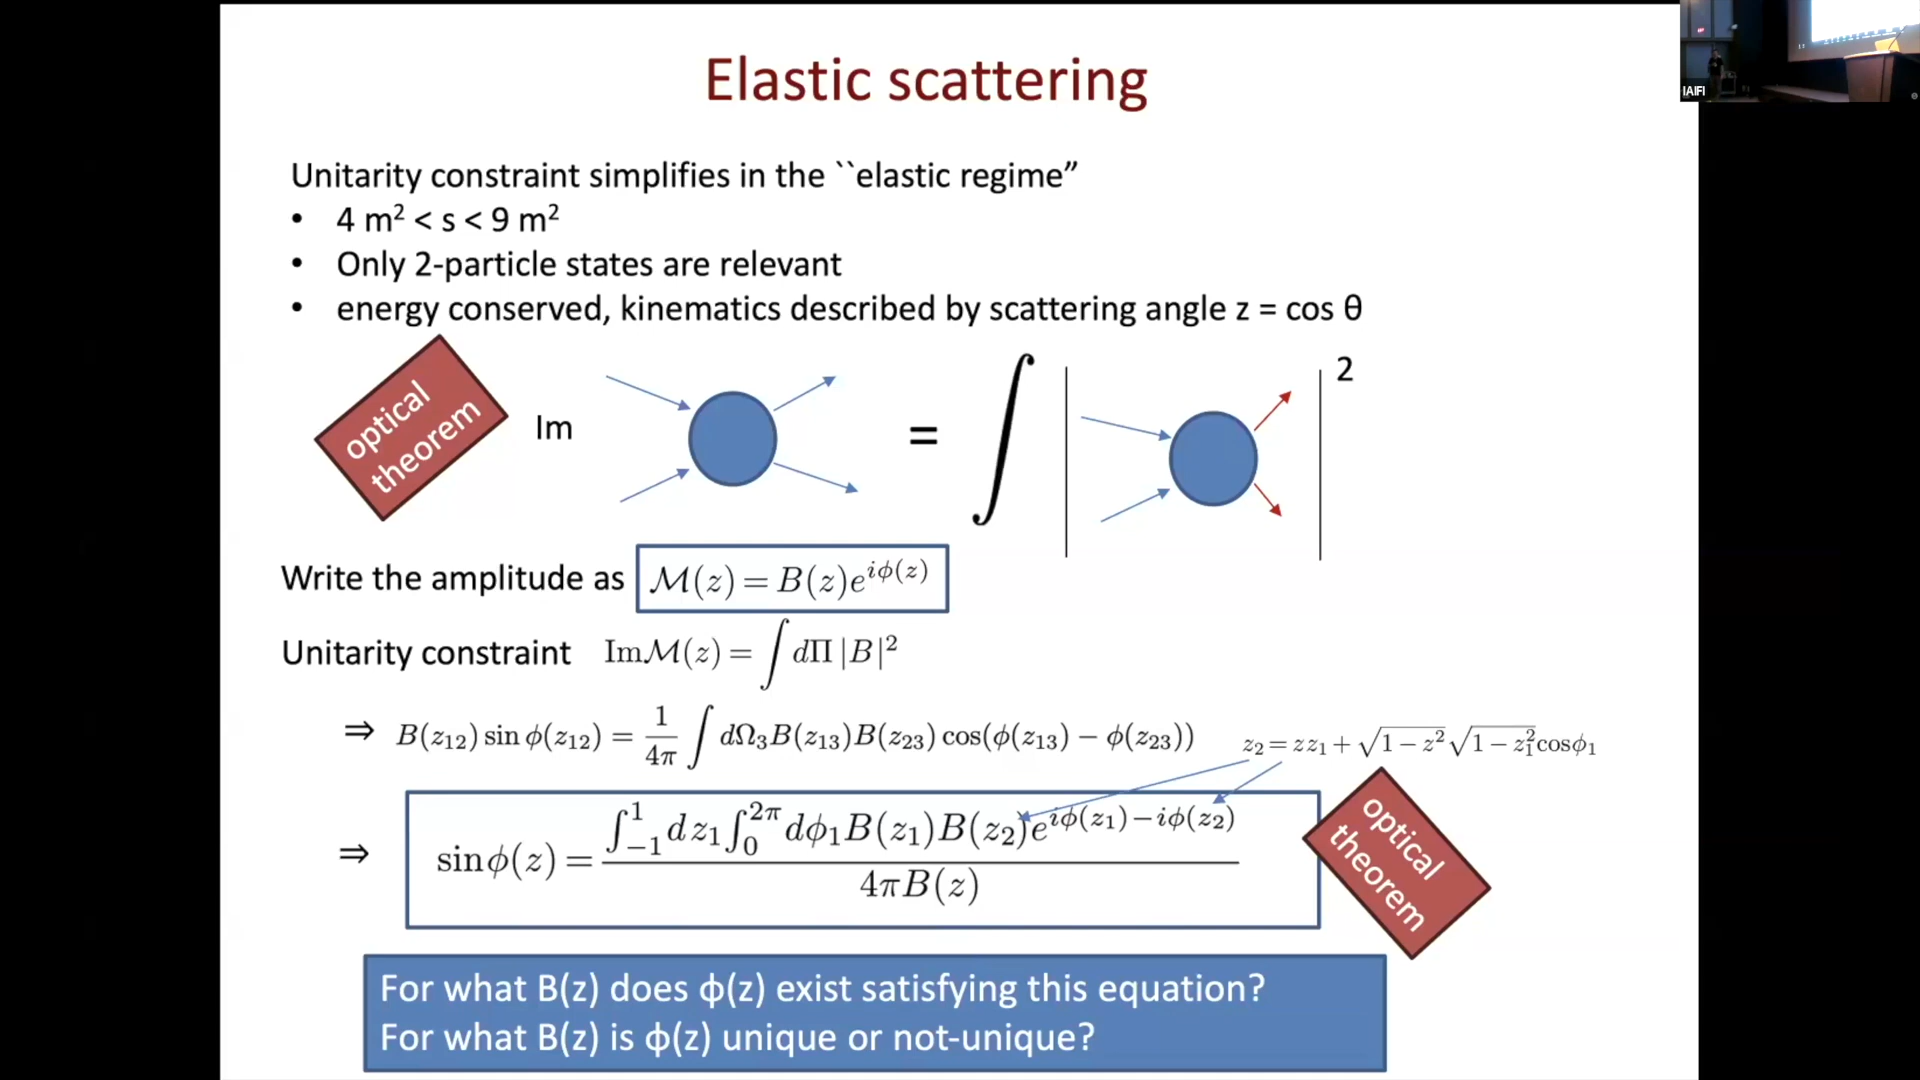 Elastic scattering
IAIFI
Unitarity constraint simplifies in the ``elastic regime”
• 4 m² < s < 9 m²
• Only 2-particle states are relevant
• energy conserved, kinematics described by scattering angle z = cos θ
optical
theorem
Im
=
∫
2
Write the amplitude as ℳ(z) = B(z)e^{iϕ(z)}
Unitarity constraint Imℳ(z) = ∫ dΠ |B|²
⇒ B(z₁₂) sin ϕ(z₁₂) = 1/4π ∫ dΩ₃B(z₁₃)B(z₂₃) cos(ϕ(z₁₃) − ϕ(z₂₃))
z₂ = zz₁ + √1 − z² √1 − z₁² cosϕ₁
⇒ sinϕ(z) = ∫₋₁¹ dz₁ ∫₀^{2π} dϕ₁B(z₁)B(z₂)e^{iϕ(z₁)−iϕ(z₂)} / 4πB(z)
optical
theorem
For what B(z) does ϕ(z) exist satisfying this equation?
For what B(z) is ϕ(z) unique or not-unique?